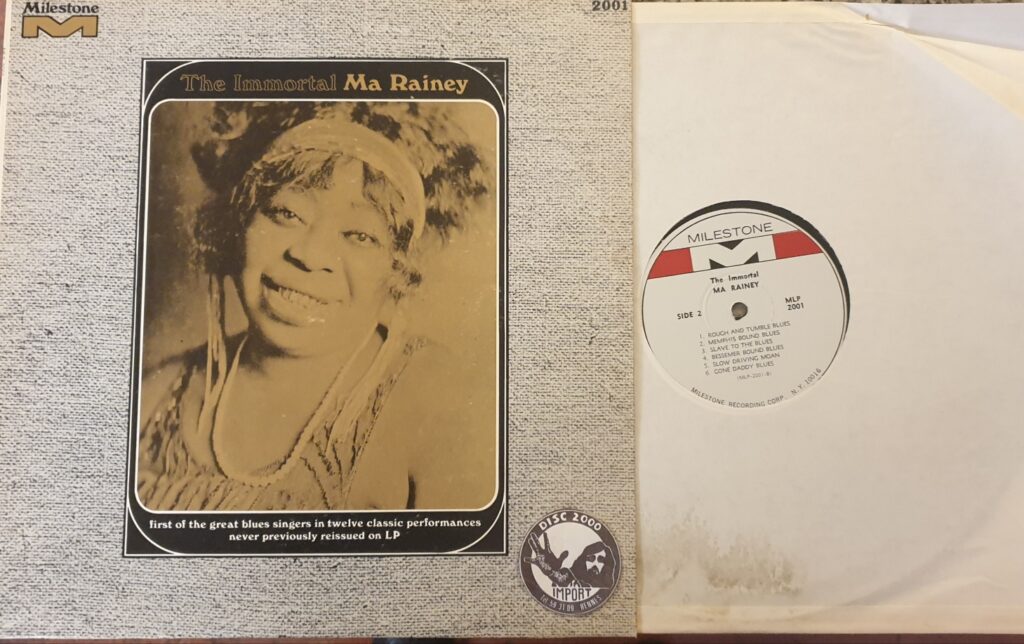 Milestone
M
2001
The Immortal Ma Rainey
first of the great blues singers in twelve classic performances
never previously reissued on LP
DISC 2000
IMPORT
RENNES
MILESTONE
M
The Immortal
MA RAINEY
SIDE 2
MLP
2001
1. ROUGH AND TUMBLE BLUES
2. MEMPHIS BOUND BLUES
3. SLAVE TO THE BLUES
4. BESSEMER BOUND BLUES
5. SLOW DRIVING MOAN
6. GONE DADDY BLUES
(MLP-2001-B)
MILESTONE RECORDING CORP. N.Y. 10016